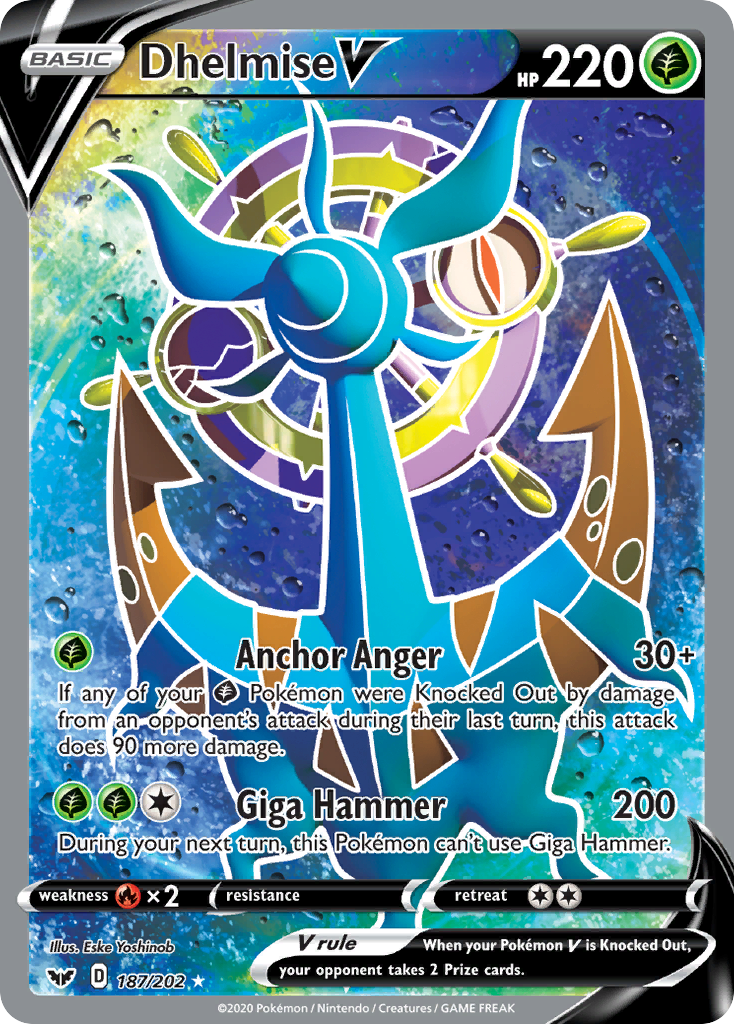 BASIC Dhelmise V HP 220
Anchor Anger 30+
If any of your Pokémon were Knocked Out by damage
from an opponent's attack during their last turn, this attack
does 90 more damage.
Giga Hammer 200
During your next turn, this Pokémon can't use Giga Hammer.
weakness ×2 resistance retreat
Illus. Eske Yoshinob
V rule When your Pokémon V is Knocked Out,
your opponent takes 2 Prize cards.
D 187/202
©2020 Pokémon / Nintendo / Creatures / GAME FREAK